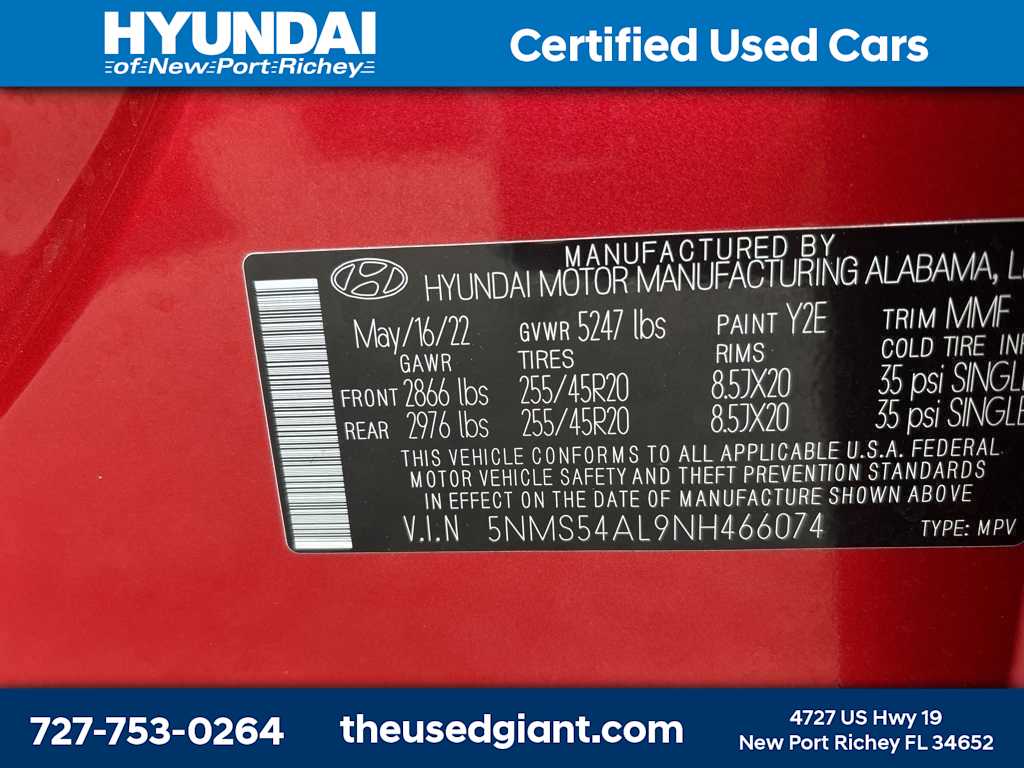 HYUNDAI
of New Port Richey
Certified Used Cars
MANUFACTURED BY
HYUNDAI MOTOR MANUFACTURING ALABAMA,
May/16/22 GVWR 5247 lbs PAINT Y2E TRIM MMF
GAWR TIRES RIMS COLD TIRE
FRONT 2866 lbs 255/45R20 8.5JX20 35 psi SINGLE
REAR 2976 lbs 255/45R20 8.5JX20 35 psi SINGLE
THIS VEHICLE CONFORMS TO ALL APPLICABLE U.S.A. FEDERAL
MOTOR VEHICLE SAFETY AND THEFT PREVENTION STANDARDS
IN EFFECT ON THE DATE OF MANUFACTURE SHOWN ABOVE
V.I.N 5NMS54AL9NH466074 TYPE: MPV
727-753-0264
theusedgiant.com
4727 US Hwy 19
New Port Richey FL 34652